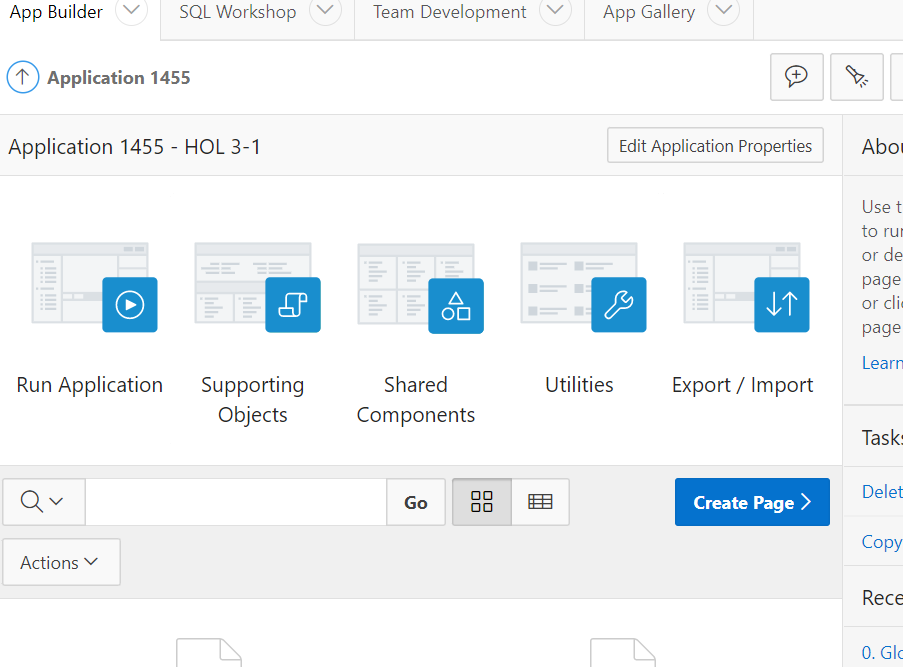 App Builder
SQL Workshop
Team Development
App Gallery
Application 1455
Application 1455 - HOL 3-1
Edit Application Properties
Run Application
Supporting
Objects
Shared
Components
Utilities
Export / Import
Go
Create Page
Actions
Abou
Use t
to rur
or de
page
or clic
page
Learn
Tasks
Delet
Copy
Rece
0. Glo